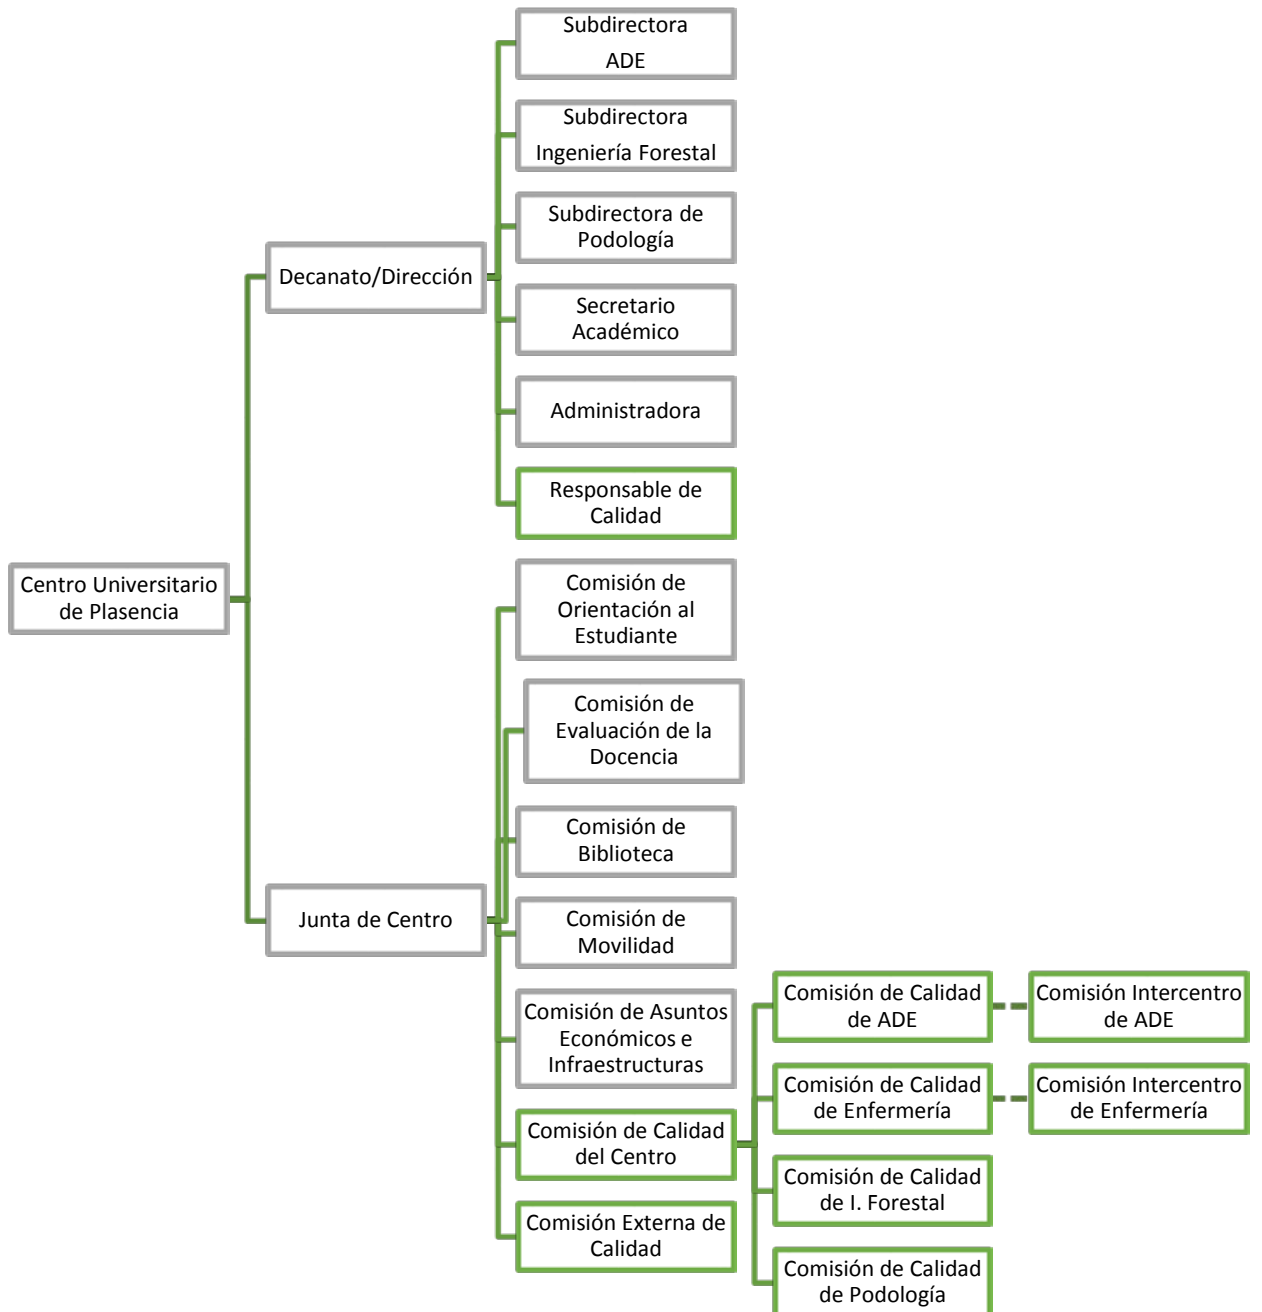 Subdirectora
ADE
Subdirectora
Ingeniería Forestal
Subdirectora de
Podología
Decanato/Dirección
Secretario
Académico
Administradora
Responsable de
Calidad
Centro Universitario
de Plasencia
Comisión de
Orientación al
Estudiante
Comisión de
Evaluación de la
Docencia
Comisión de
Biblioteca
Junta de Centro
Comisión de
Movilidad
Comisión de Asuntos
Económicos e
Infraestructuras
Comisión de Calidad
de ADE
Comisión Intercentro
de ADE
Comisión de Calidad
de Enfermería
Comisión Intercentro
de Enfermería
Comisión de Calidad
del Centro
Comisión de Calidad
de I. Forestal
Comisión Externa de
Calidad
Comisión de Calidad
de Podología